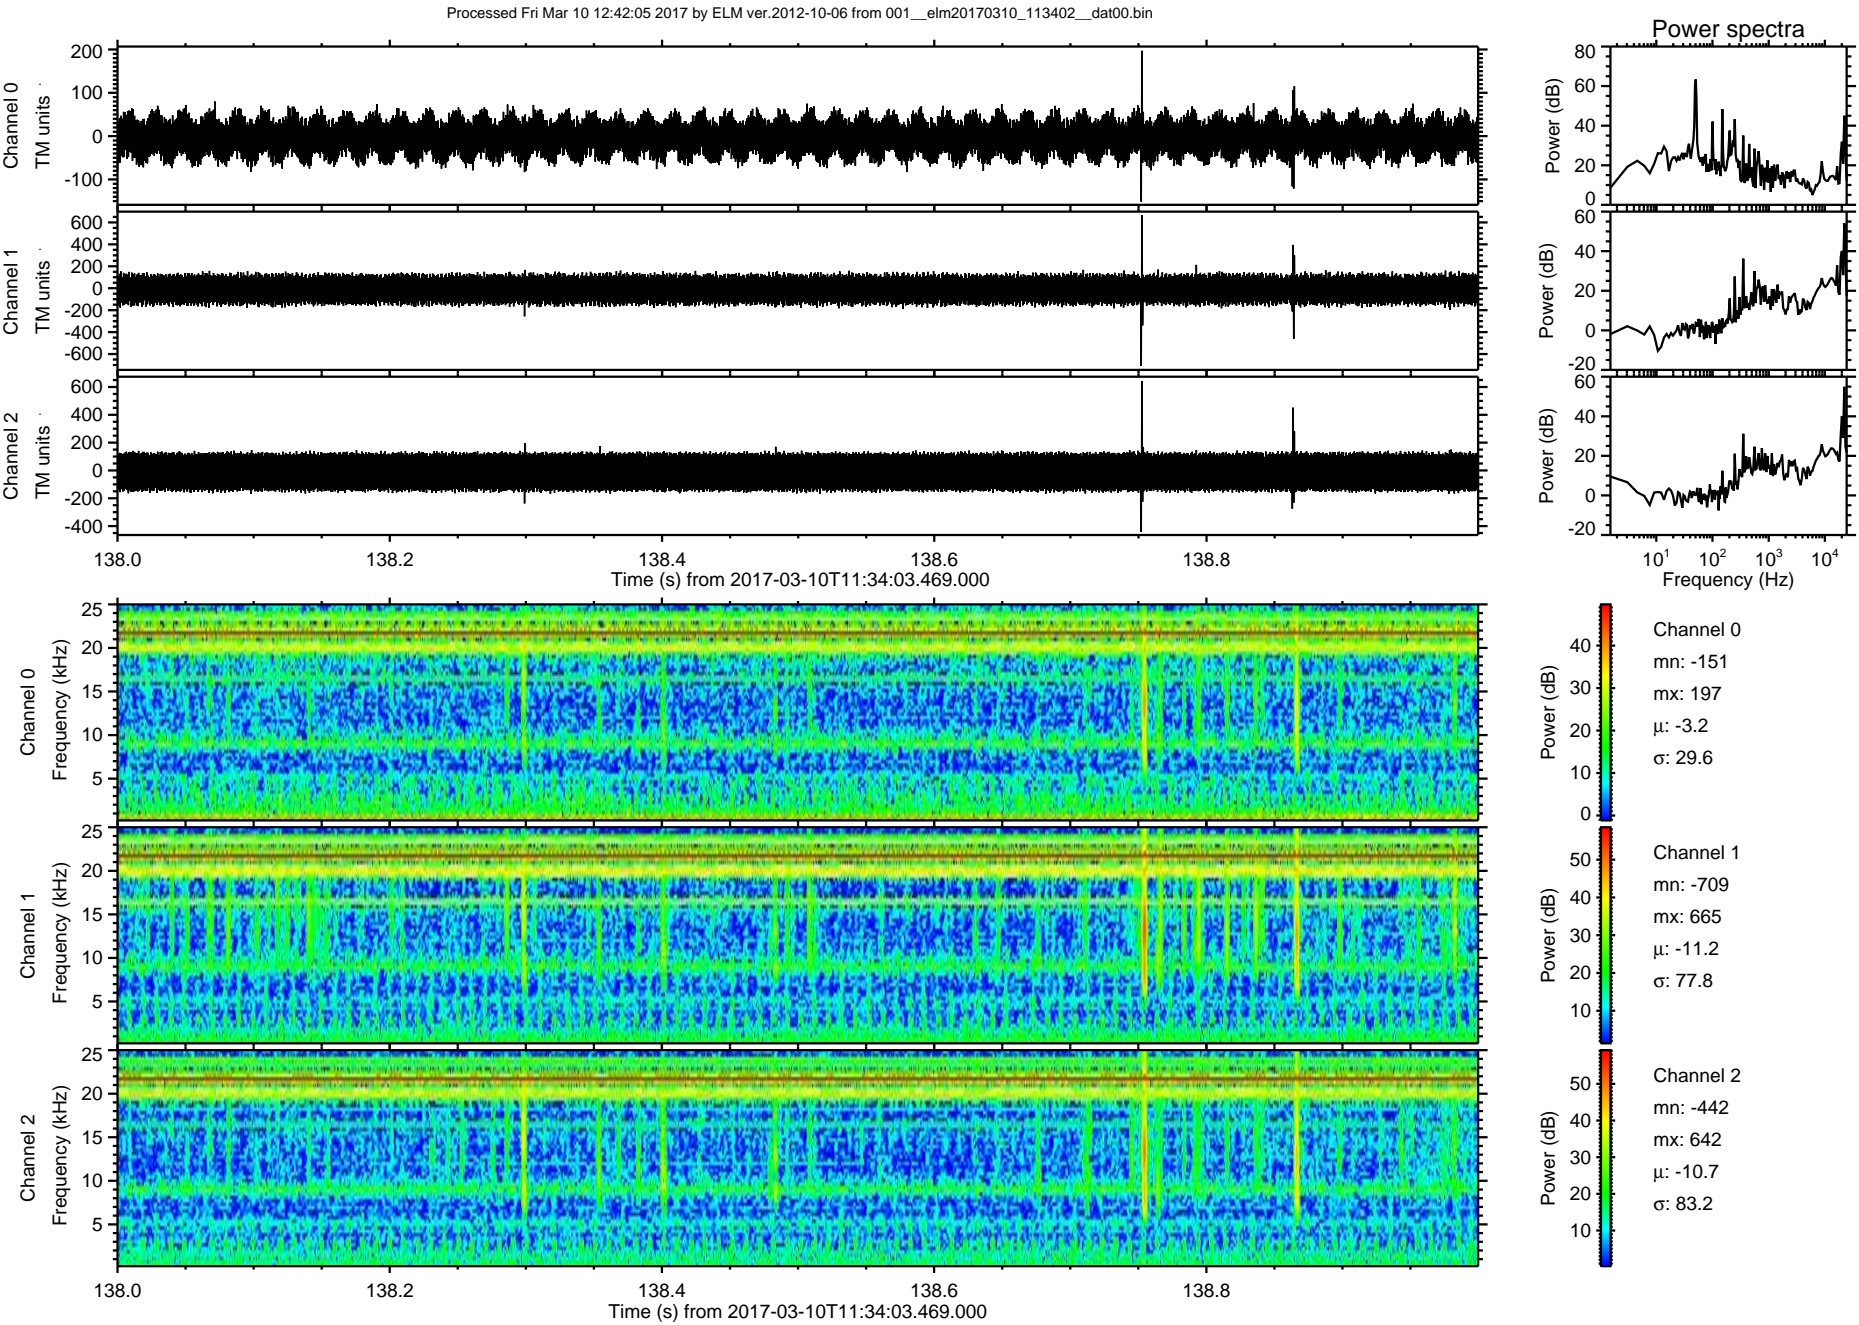 Processed Fri Mar 10 12:42:05 2017 by ELM ver.2012-10-06 from 001__elm20170310_113402__dat00.bin
Power spectra
Channel 0
TM units
200
100
0
-100
Power (dB)
80
60
40
20
0
Channel 1
TM units
600
400
200
0
-200
-400
-600
Power (dB)
60
40
20
0
-20
Channel 2
TM units
600
400
200
0
-200
-400
Power (dB)
60
40
20
0
-20
138.0 138.2 138.4 138.6 138.8
Time (s) from 2017-03-10T11:34:03.469.000
10¹ 10² 10³ 10⁴
Frequency (Hz)
Channel 0
Frequency (kHz)
25
20
15
10
5
Power (dB)
40
30
20
10
0
Channel 0
mn: -151
mx: 197
μ: -3.2
σ: 29.6
Channel 1
Frequency (kHz)
25
20
15
10
5
Power (dB)
50
40
30
20
10
Channel 1
mn: -709
mx: 665
μ: -11.2
σ: 77.8
Channel 2
Frequency (kHz)
25
20
15
10
5
Power (dB)
50
40
30
20
10
Channel 2
mn: -442
mx: 642
μ: -10.7
σ: 83.2
138.0 138.2 138.4 138.6 138.8
Time (s) from 2017-03-10T11:34:03.469.000